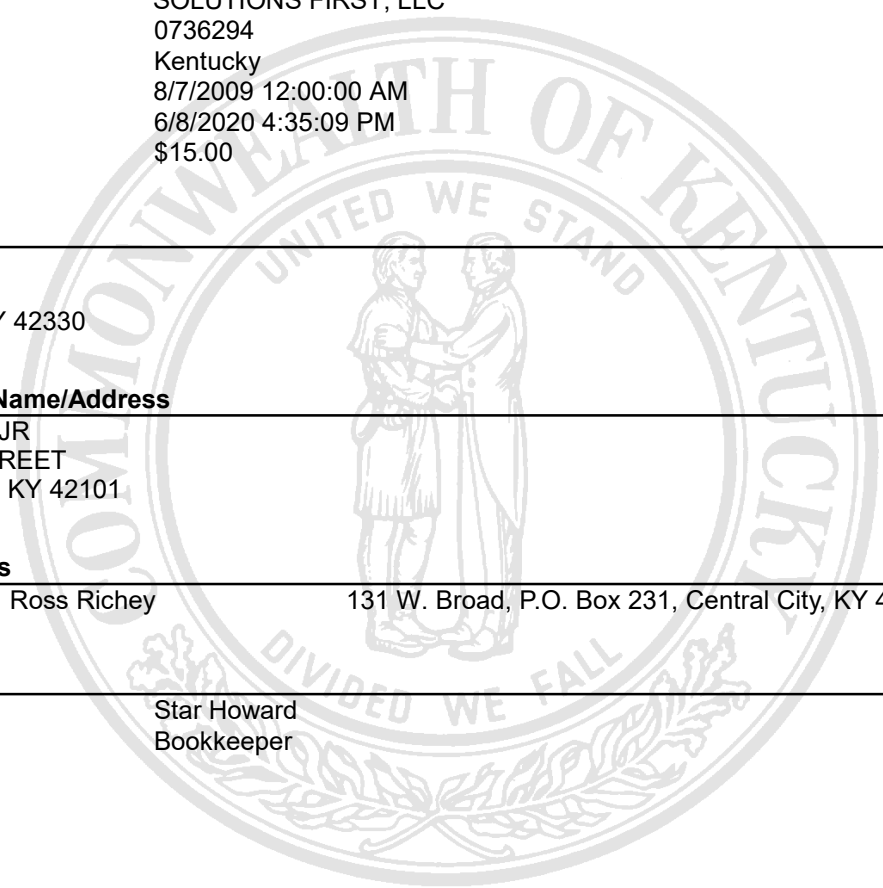 SOLUTIONS FIRST, LLC
0736294
Kentucky
8/7/2009 12:00:00 AM
6/8/2020 4:35:09 PM
$15.00
Y 42330
Name/Address
JR
REET
KY 42101
s
Ross Richey 131 W. Broad, P.O. Box 231, Central City, KY 4
Star Howard
Bookkeeper
COMMONWEALTH OF KENTUCKY
UNITED WE STAND
DIVIDED WE FALL